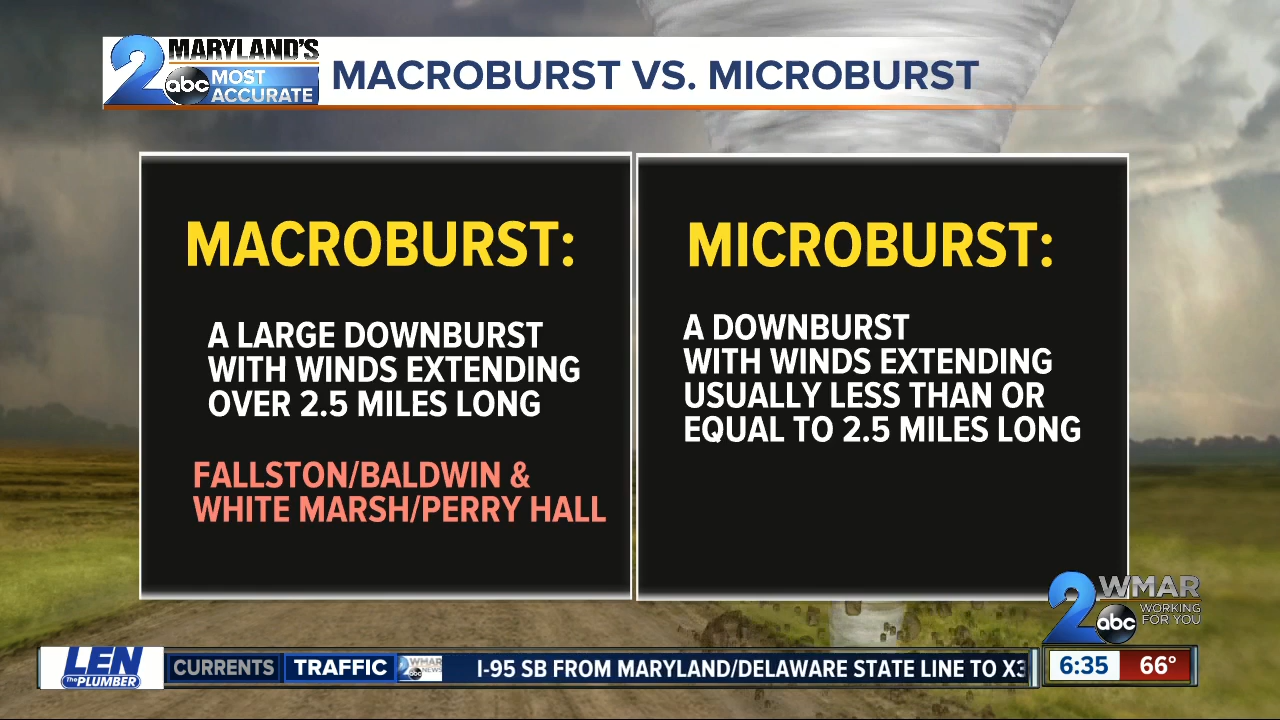 2 MARYLAND'S
abc MOST
ACCURATE
MACROBURST VS. MICROBURST
MACROBURST:
A LARGE DOWNBURST
WITH WINDS EXTENDING
OVER 2.5 MILES LONG
FALLSTON/BALDWIN &
WHITE MARSH/PERRY HALL
MICROBURST:
A DOWNBURST
WITH WINDS EXTENDING
USUALLY LESS THAN OR
EQUAL TO 2.5 MILES LONG
2 WMAR
abc WORKING
FOR YOU
LEN
The PLUMBER
CURRENTS TRAFFIC 2 WMAR abc NEWS I-95 SB FROM MARYLAND/DELAWARE STATE LINE TO
6:35 66°